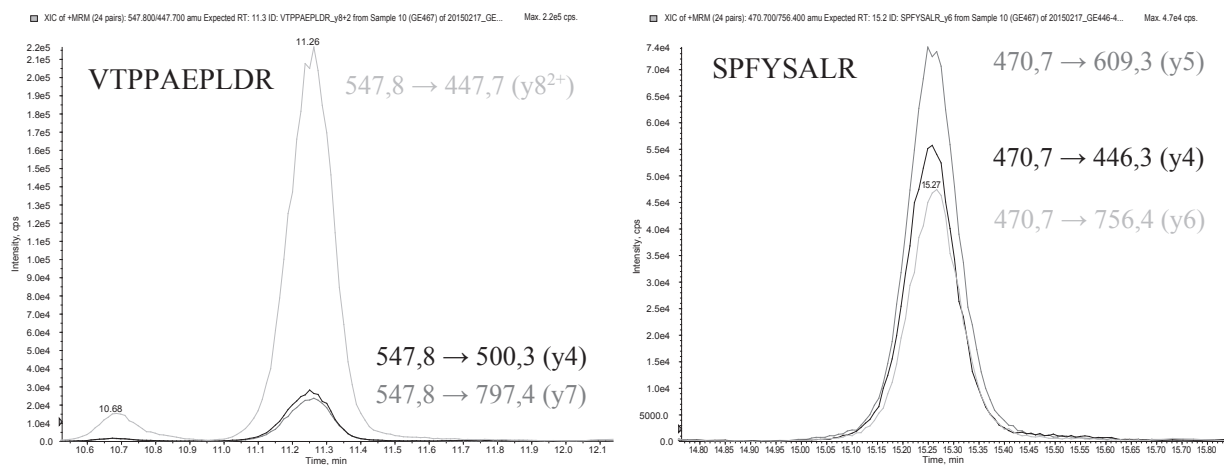 XIC of +MRM (24 pairs): 547.800/447.700 amu Expected RT: 11.3 ID: VTPPAEPLDR_y8+2 from Sample 10 (GE467) of 20150217_GE... Max. 2.2e5 cps.
11.26
VTPPAEPLDR
547,8 → 447,7 (y8²⁺)
547,8 → 500,3 (y4)
547,8 → 797,4 (y7)
10.68
Intensity, cps
2.2e5
2.1e5
2.0e5
1.9e5
1.8e5
1.7e5
1.6e5
1.5e5
1.4e5
1.3e5
1.2e5
1.1e5
1.0e5
9.0e4
8.0e4
7.0e4
6.0e4
5.0e4
4.0e4
3.0e4
2.0e4
1.0e4
0.0
10.6 10.7 10.8 10.9 11.0 11.1 11.2 11.3 11.4 11.5 11.6 11.7 11.8 11.9 12.0 12.1
Time, min
XIC of +MRM (24 pairs): 470.700/756.400 amu Expected RT: 15.2 ID: SPFYSALR_y6 from Sample 10 (GE467) of 20150217_GE446-4... Max. 4.7e4 cps.
SPFYSALR
470,7 → 609,3 (y5)
470,7 → 446,3 (y4)
470,7 → 756,4 (y6)
15.27
Intensity, cps
7.4e4
7.0e4
6.5e4
6.0e4
5.5e4
5.0e4
4.5e4
4.0e4
3.5e4
3.0e4
2.5e4
2.0e4
1.5e4
1.0e4
5000.0
0.0
14.80 14.85 14.90 14.95 15.00 15.05 15.10 15.15 15.20 15.25 15.30 15.35 15.40 15.45 15.50 15.55 15.60 15.65 15.70 15.75 15.80
Time, min